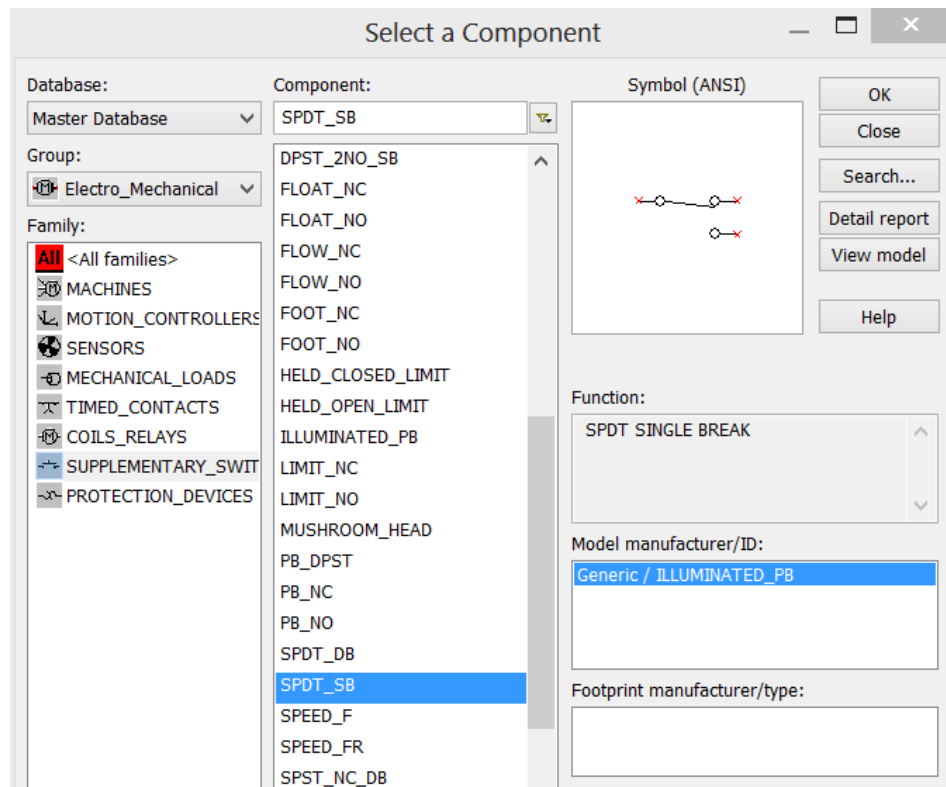 Select a Component
Database:
Master Database
Group:
Electro_Mechanical
Family:
All <All families>
MACHINES
MOTION_CONTROLLERS
SENSORS
MECHANICAL_LOADS
TIMED_CONTACTS
COILS_RELAYS
SUPPLEMENTARY_SWIT
PROTECTION_DEVICES
Component:
SPDT_SB
DPST_2NO_SB
FLOAT_NC
FLOAT_NO
FLOW_NC
FLOW_NO
FOOT_NC
FOOT_NO
HELD_CLOSED_LIMIT
HELD_OPEN_LIMIT
ILLUMINATED_PB
LIMIT_NC
LIMIT_NO
MUSHROOM_HEAD
PB_DPST
PB_NC
PB_NO
SPDT_DB
SPDT_SB
SPEED_F
SPEED_FR
SPST_NC_DB
Symbol (ANSI)
Function:
SPDT SINGLE BREAK
Model manufacturer/ID:
Generic / ILLUMINATED_PB
Footprint manufacturer/type:
OK
Close
Search...
Detail report
View model
Help